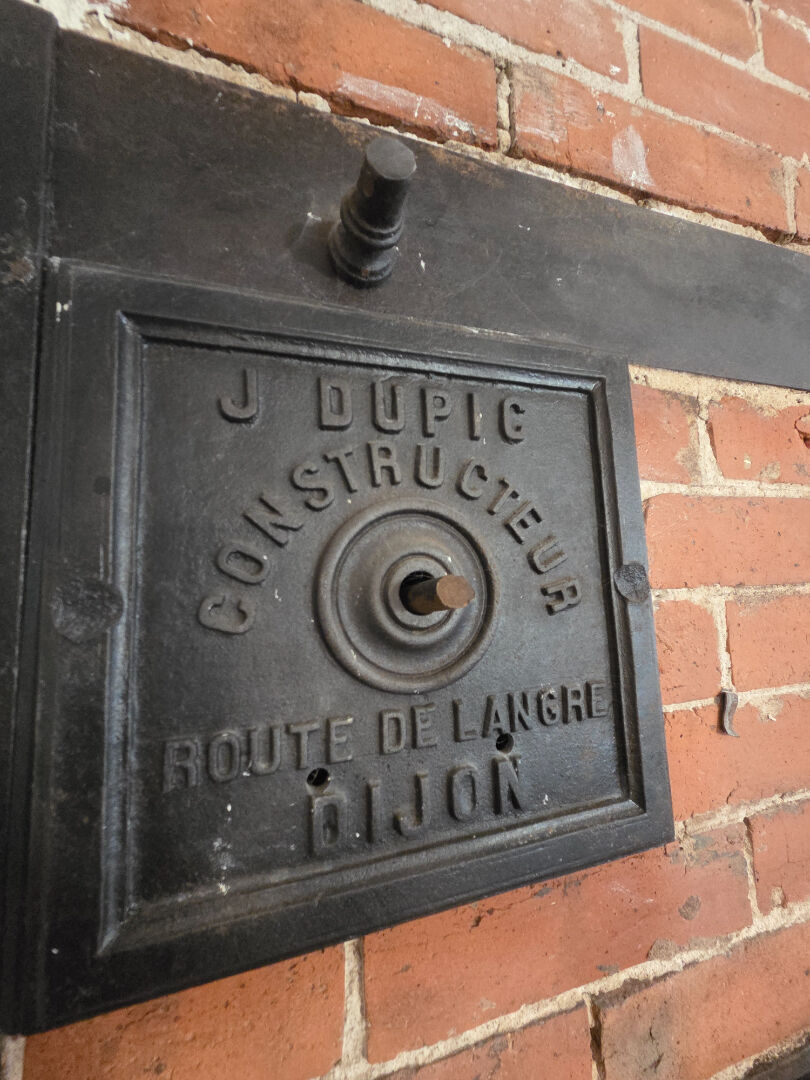 J DUPIC
CONSTRUCTEUR
ROUTE DE LANGRE
DIJON